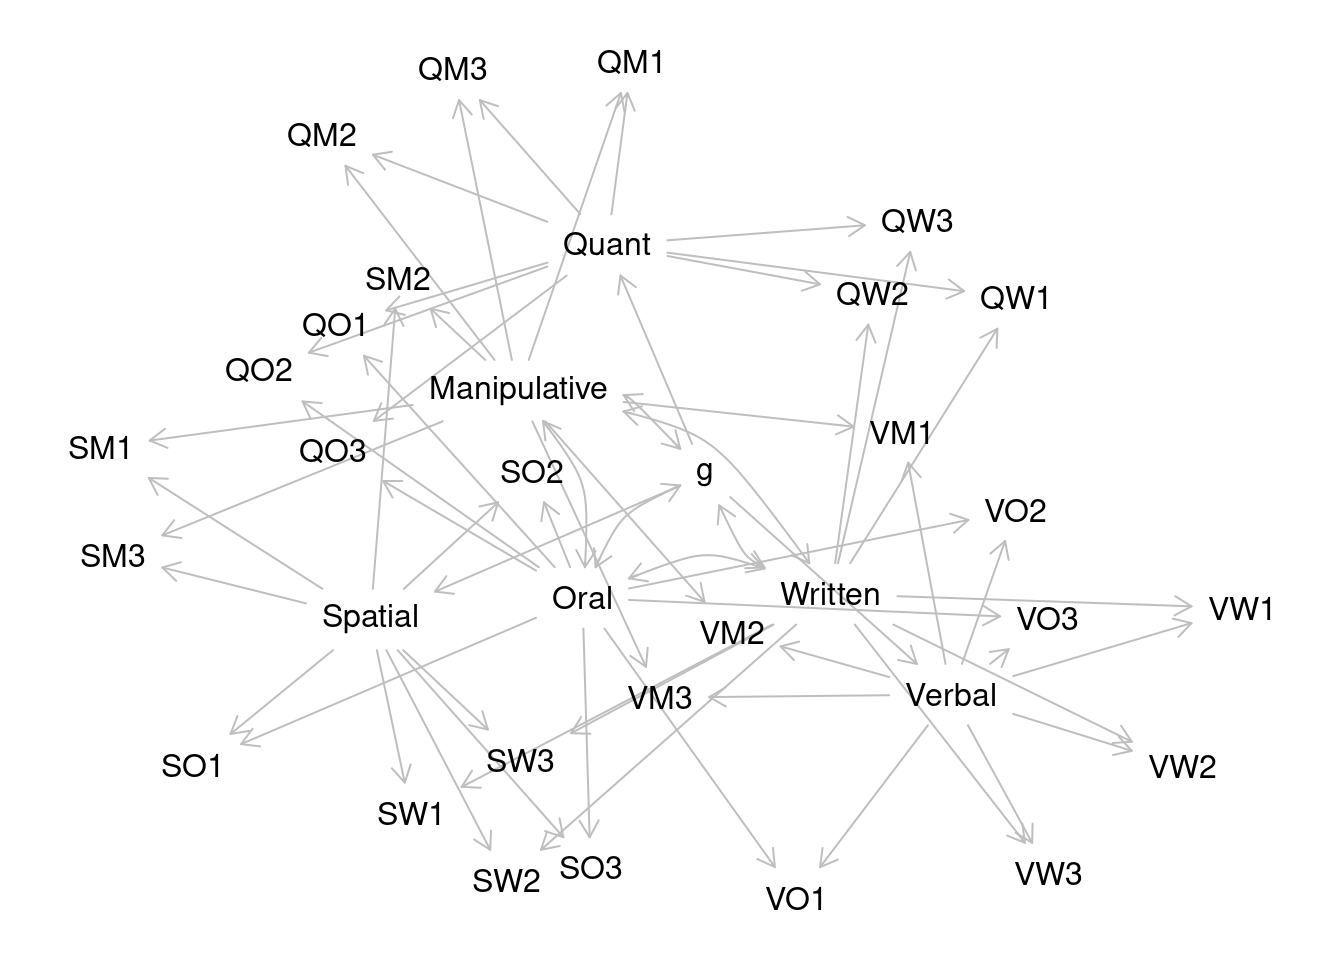 QM1
QM3
QM2
QW3
Quant
SM2
QW2
QW1
QO1
QO2
Manipulative
VM1
SM1
QO3
g
SO2
VO2
SM3
Written
Oral
VW1
Spatial
VO3
VM2
Verbal
VM3
SW3
SO1
VW2
SW1
SO3
VW3
SW2
VO1